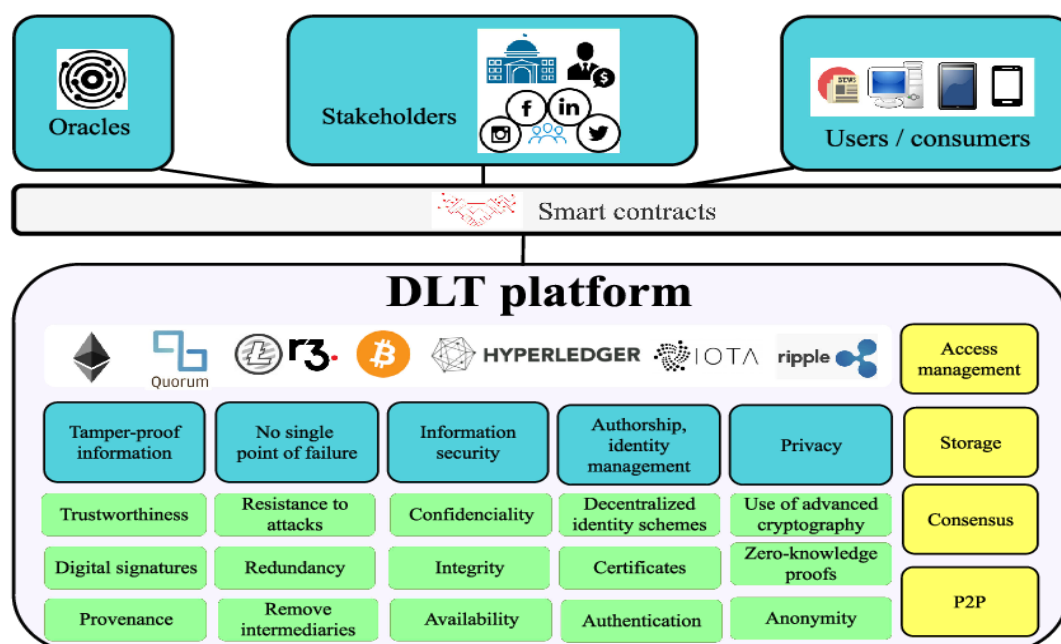 Oracles
Stakeholders
f
in
$
NEWS
Users / consumers
Smart contracts
DLT platform
Quorum
r3.
HYPERLEDGER
IOTA
ripple
Access
management
Tamper-proof
information
No single
point of failure
Information
security
Authorship,
identity
management
Privacy
Storage
Trustworthiness
Resistance to
attacks
Confidenciality
Decentralized
identity schemes
Use of advanced
cryptography
Consensus
Digital signatures
Redundancy
Integrity
Certificates
Zero-knowledge
proofs
Provenance
Remove
intermediaries
Availability
Authentication
Anonymity
P2P